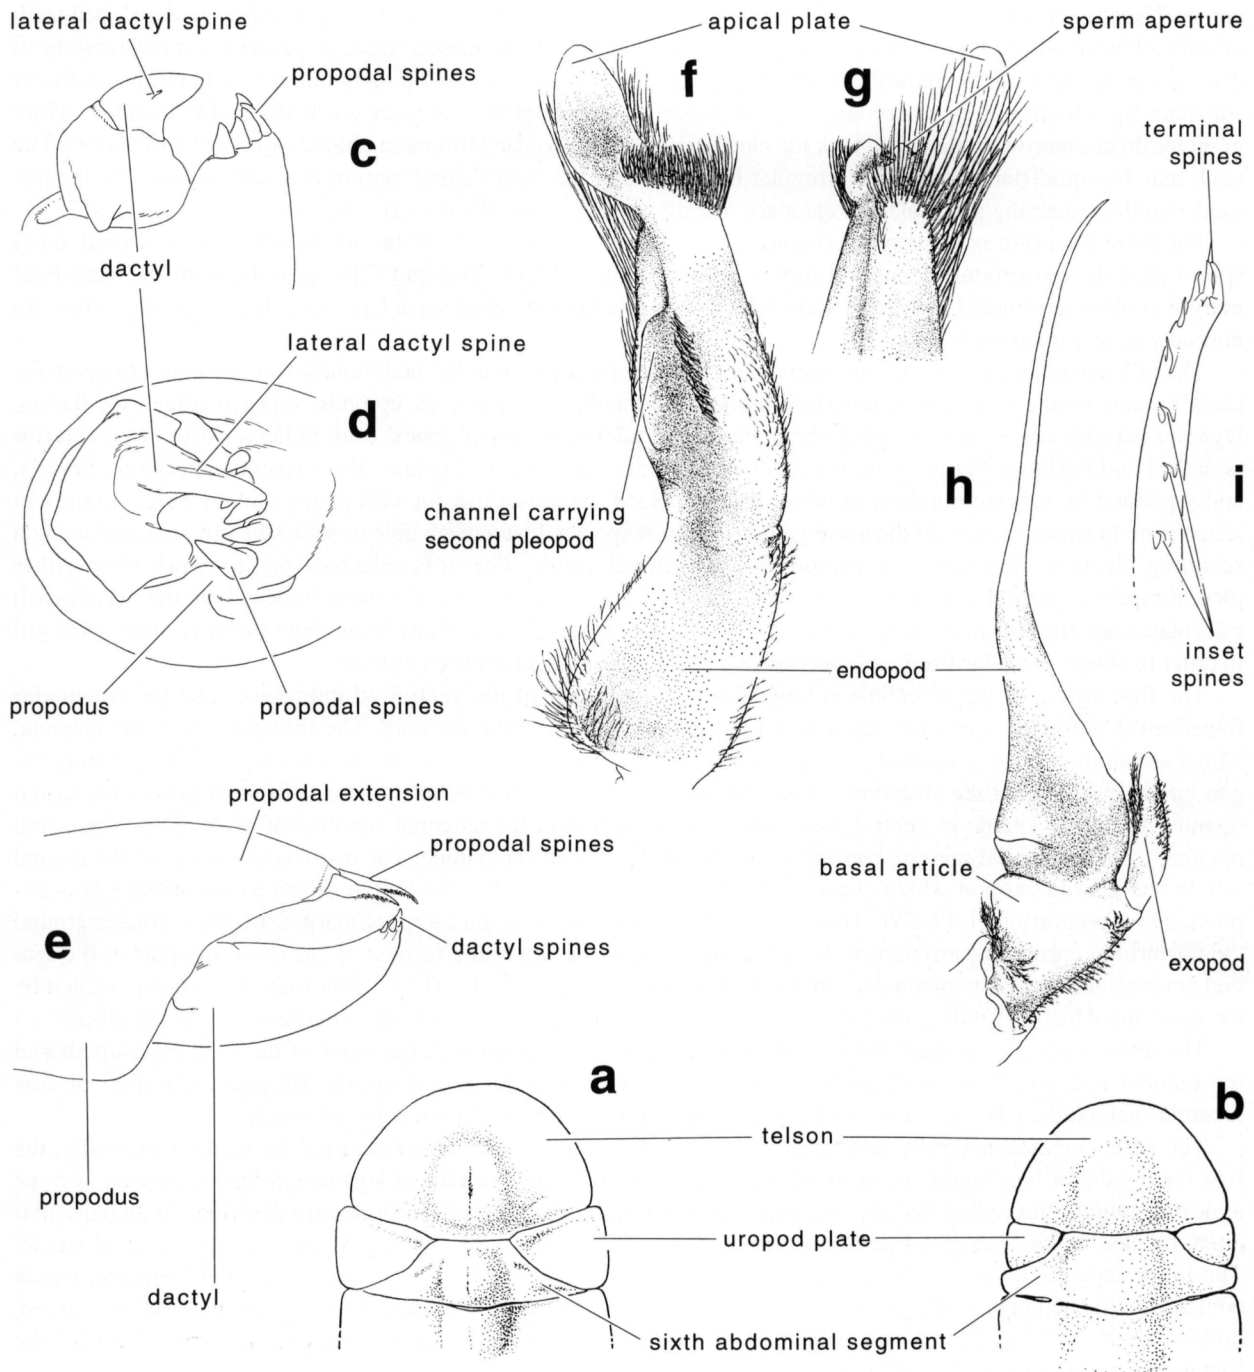 lateral dactyl spine
apical plate
sperm aperture
propodal spines
f
g
c
terminal
spines
dactyl
lateral dactyl spine
d
h
i
channel carrying
second pleopod
inset
spines
endopod
propodus
propodal spines
propodal extension
propodal spines
basal article
e
dactyl spines
exopod
a
b
telson
propodus
uropod plate
dactyl
sixth abdominal segment